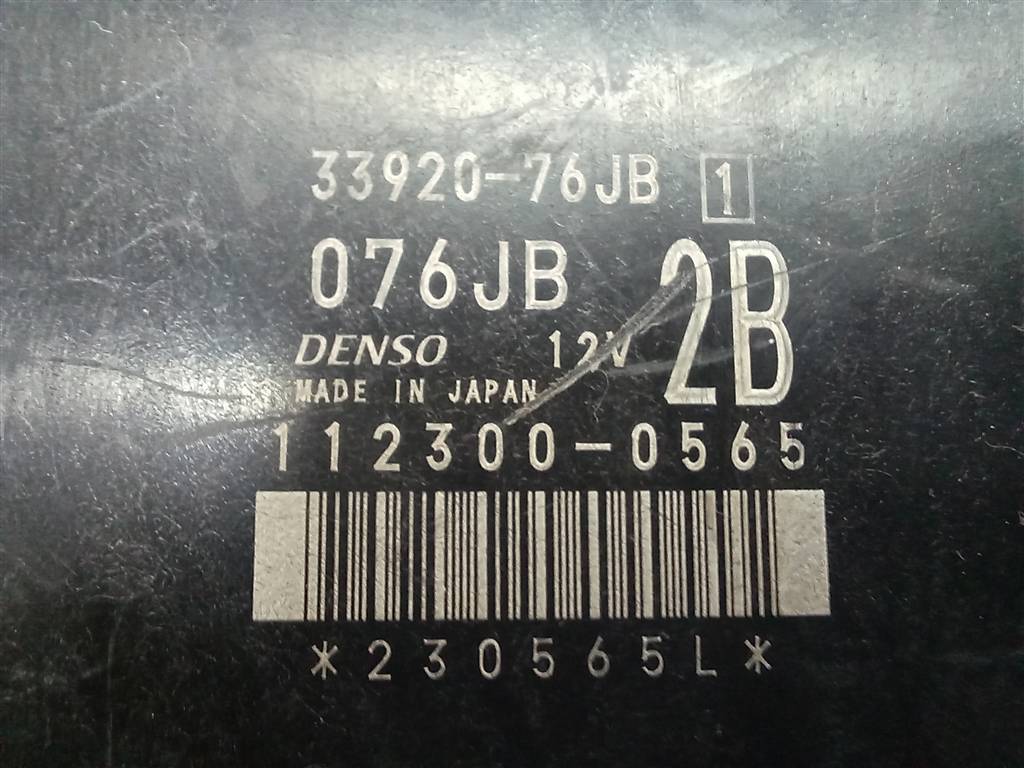 33920-76JB 1
076JB 2B
DENSO 12V
MADE IN JAPAN
112300-0565
*230565L*